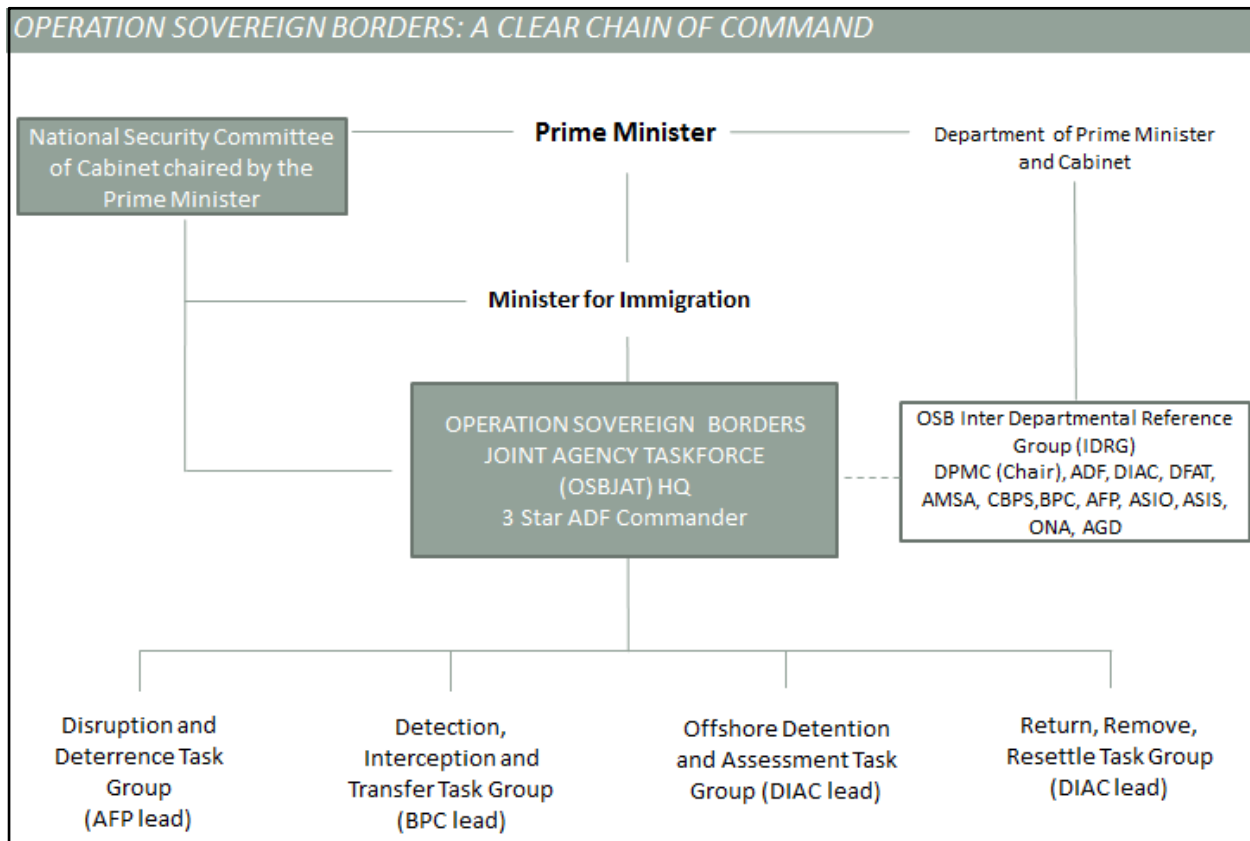 OPERATION SOVEREIGN BORDERS: A CLEAR CHAIN OF COMMAND
National Security Committee
of Cabinet chaired by the
Prime Minister
Prime Minister
Department of Prime Minister
and Cabinet
Minister for Immigration
OPERATION SOVEREIGN BORDERS
JOINT AGENCY TASKFORCE
(OSBJAT) HQ
3 Star ADF Commander
OSB Inter Departmental Reference
Group (IDRG)
DPMC (Chair), ADF, DIAC, DFAT,
AMSA, CBPS,BPC, AFP, ASIO, ASIS,
ONA, AGD
Disruption and
Deterrence Task
Group
(AFP lead)
Detection,
Interception and
Transfer Task Group
(BPC lead)
Offshore Detention
and Assessment Task
Group (DIAC lead)
Return, Remove,
Resettle Task Group
(DIAC lead)